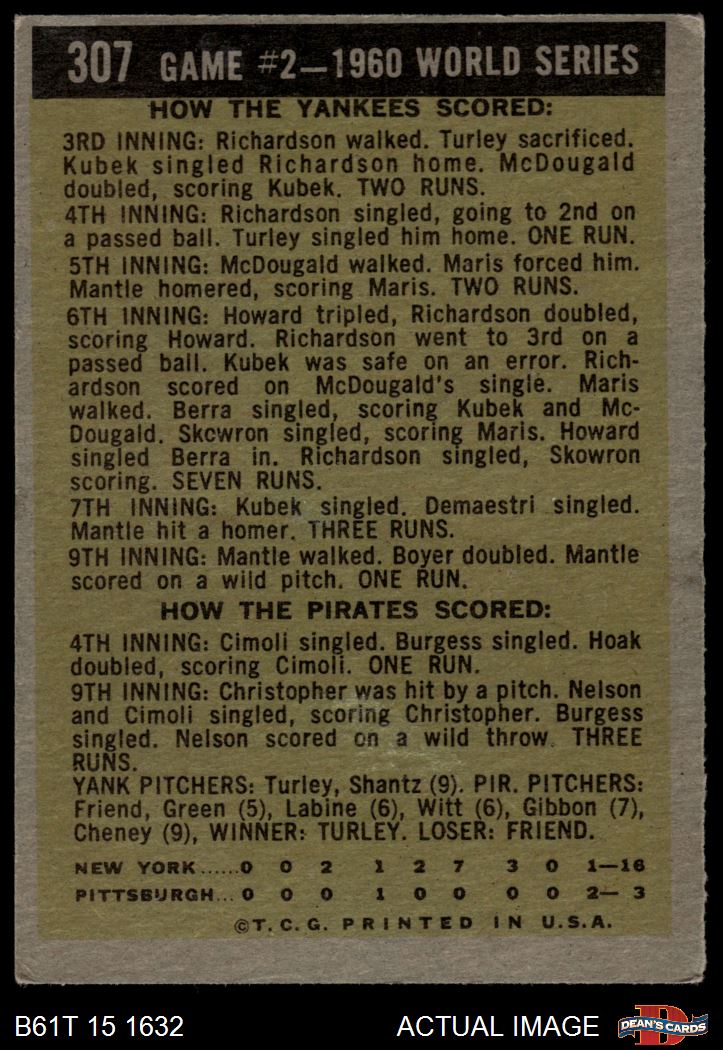 307 GAME #2—1960 WORLD SERIES
HOW THE YANKEES SCORED:
3RD INNING: Richardson walked. Turley sacrificed.
Kubek singled Richardson home. McDougald
doubled, scoring Kubek. TWO RUNS.
4TH INNING: Richardson singled, going to 2nd on
a passed ball. Turley singled him home. ONE RUN.
5TH INNING: McDougald walked. Maris forced him.
Mantle homered, scoring Maris. TWO RUNS.
6TH INNING: Howard tripled, Richardson doubled,
scoring Howard. Richardson went to 3rd on a
passed ball. Kubek was safe on an error. Rich-
ardson scored on McDougald's single. Maris
walked. Berra singled, scoring Kubek and Mc-
Dougald. Skowron singled, scoring Maris. Howard
singled Berra in. Richardson singled, Skowron
scoring. SEVEN RUNS.
7TH INNING: Kubek singled. Demaestri singled.
Mantle hit a homer. THREE RUNS.
9TH INNING: Mantle walked. Boyer doubled. Mantle
scored on a wild pitch. ONE RUN.
HOW THE PIRATES SCORED:
4TH INNING: Cimoli singled. Burgess singled. Hoak
doubled, scoring Cimoli. ONE RUN.
9TH INNING: Christopher was hit by a pitch. Nelson
and Cimoli singled, scoring Christopher. Burgess
singled. Nelson scored on a wild throw. THREE
RUNS.
YANK PITCHERS: Turley, Shantz (9). PIR. PITCHERS:
Friend, Green (5), Labine (6), Witt (6), Gibbon (7),
Cheney (9), WINNER: TURLEY. LOSER: FRIEND.
NEW YORK......0 0 2 1 2 7 3 0 1—16
PITTSBURGH...0 0 0 1 0 0 0 0 2— 3
©T.C.G. PRINTED IN U.S.A.
B61T 15 1632 ACTUAL IMAGE DEAN'S CARDS